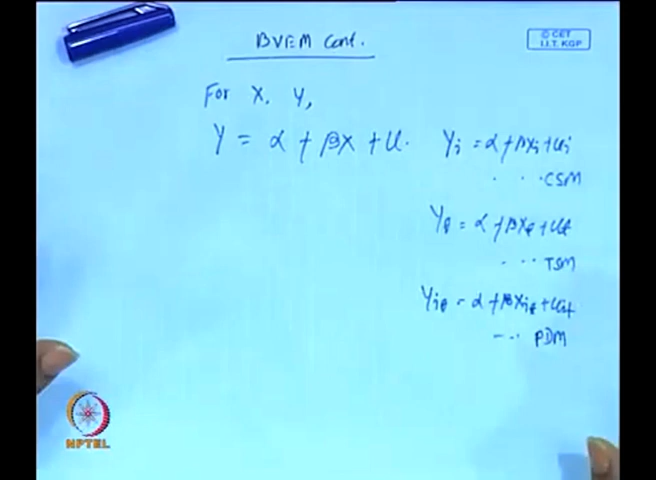 BVEM Cont.
© CET
I.I.T. KGP
For X, Y,
Y = α + βX + U.
Yi = α + βXi + Ui
. . . CSM
Yt = α + βXt + Ut
. . . TSM
Yit = α + βXit + Uit
. . . PDM
NPTEL